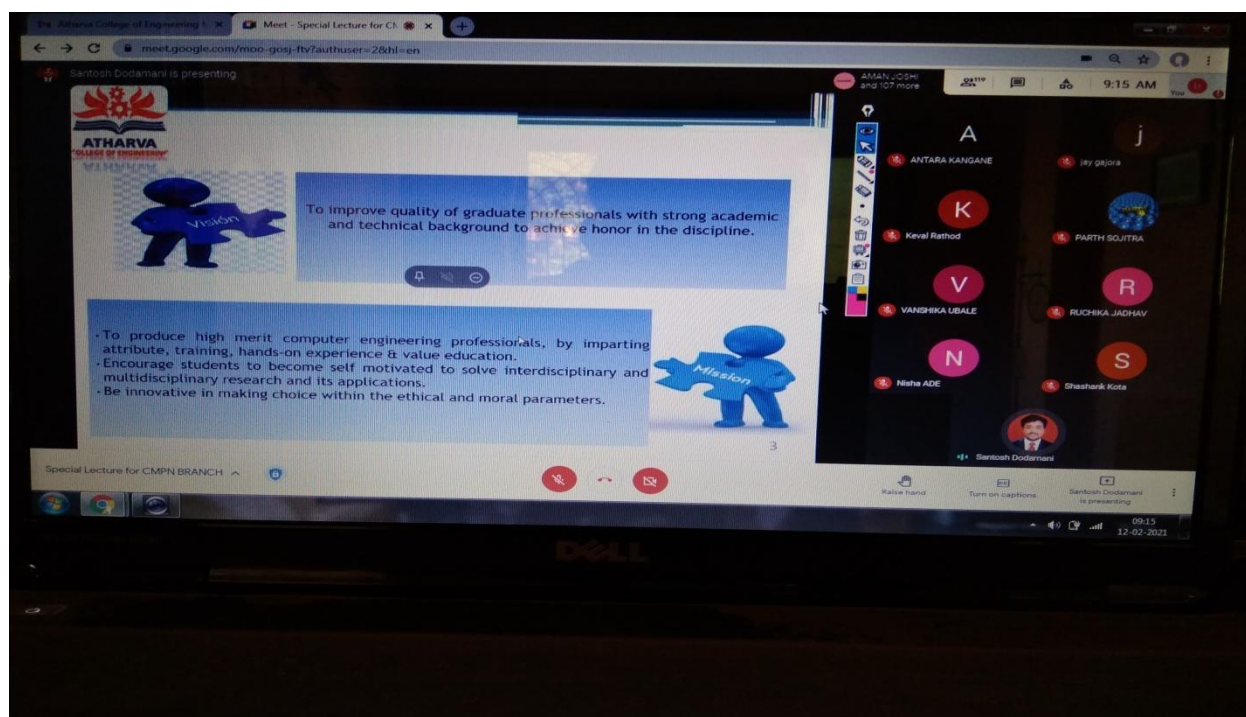 Atharva College of Engineering
Meet - Special Lecture for CM
meet.google.com/moo-gosj-ftv?authuser=2&hl=en
Santosh Dodamani is presenting
AMAN JOSHI
and 107 more
119
9:15 AM
You
ATHARVA
COLLEGE OF ENGINEERING
Vision
To improve quality of graduate professionals with strong academic
and technical background to achieve honor in the discipline.
To produce high merit computer engineering professionals, by imparting
attribute, training, hands-on experience & value education.
Encourage students to become self motivated to solve interdisciplinary and
multidisciplinary research and its applications.
Be innovative in making choice within the ethical and moral parameters.
Mission
3
A
ANTARA KANGANE
j
jay gajora
K
Keval Rathod
PARTH SOJITRA
V
VANSHIKA UBALE
R
RUCHIKA JADHAV
N
Nisha ADE
S
Shashank Kota
Santosh Dodamani
Special Lecture for CMPN BRANCH
Raise hand
Turn on captions
Santosh Dodamani
is presenting
09:15
12-02-2021
DELL